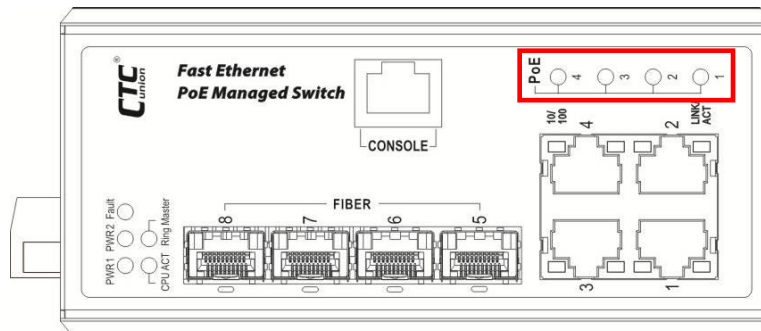 CTC union ®
Fast Ethernet
PoE Managed Switch
CONSOLE
PoE
4 3 2 1
10/100
LINK/ACT
4 2
FIBER
8 7 6 5
3 1
Fault
PWR2 Ring Master
PWR1 CPU ACT